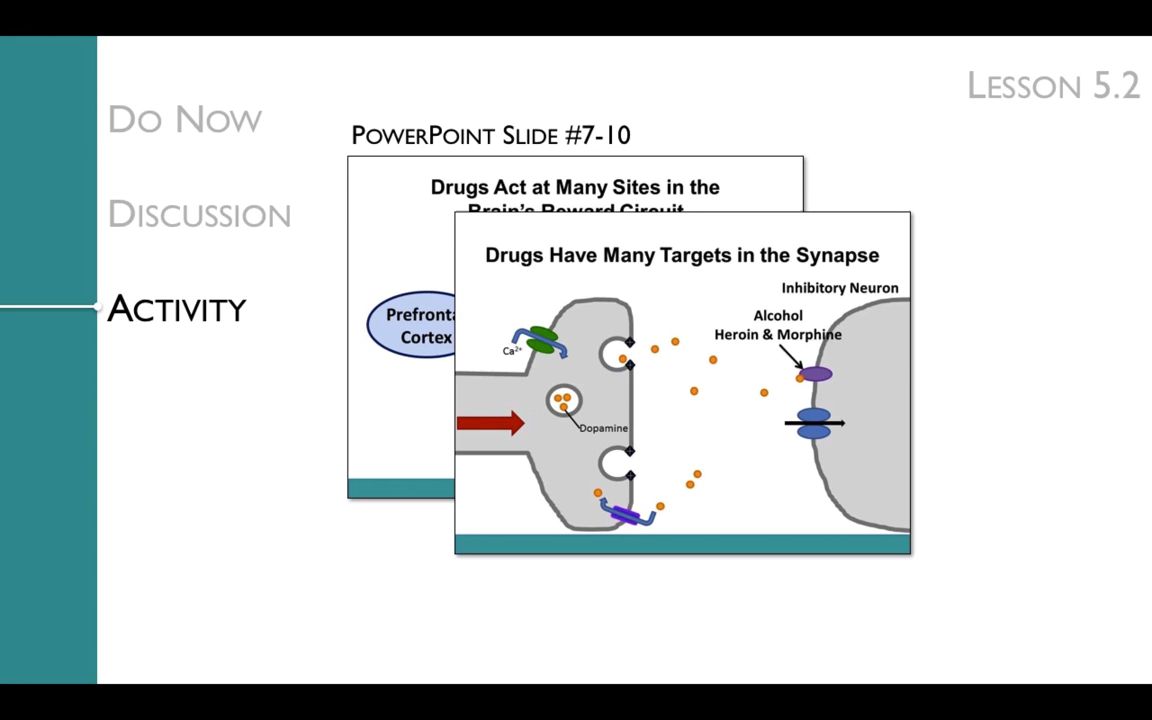 LESSON 5.2
DO NOW
DISCUSSION
ACTIVITY
POWERPOINT SLIDE #7-10
Drugs Act at Many Sites in the
Brain's Reward Circuit
Prefronta
Cortex
Drugs Have Many Targets in the Synapse
Inhibitory Neuron
Alcohol
Heroin & Morphine
Ca²⁺
Dopamine